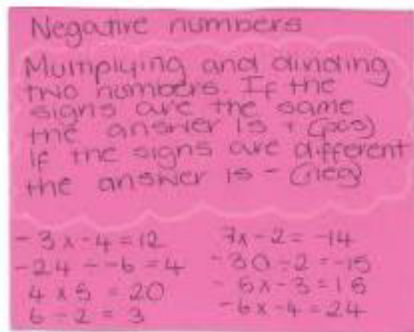 Negative numbers
Multiplying and dividing
two numbers. If the
signs are the same
the answer is + (pos)
If the signs are different
the answer is - (neg)
-3 x -4 = 12
-24 ÷ -6 = 4
4 x 5 = 20
6 ÷ 2 = 3
7 x -2 = -14
-30 ÷ 2 = -15
-5 x -3 = 15
-6 x -4 = 24